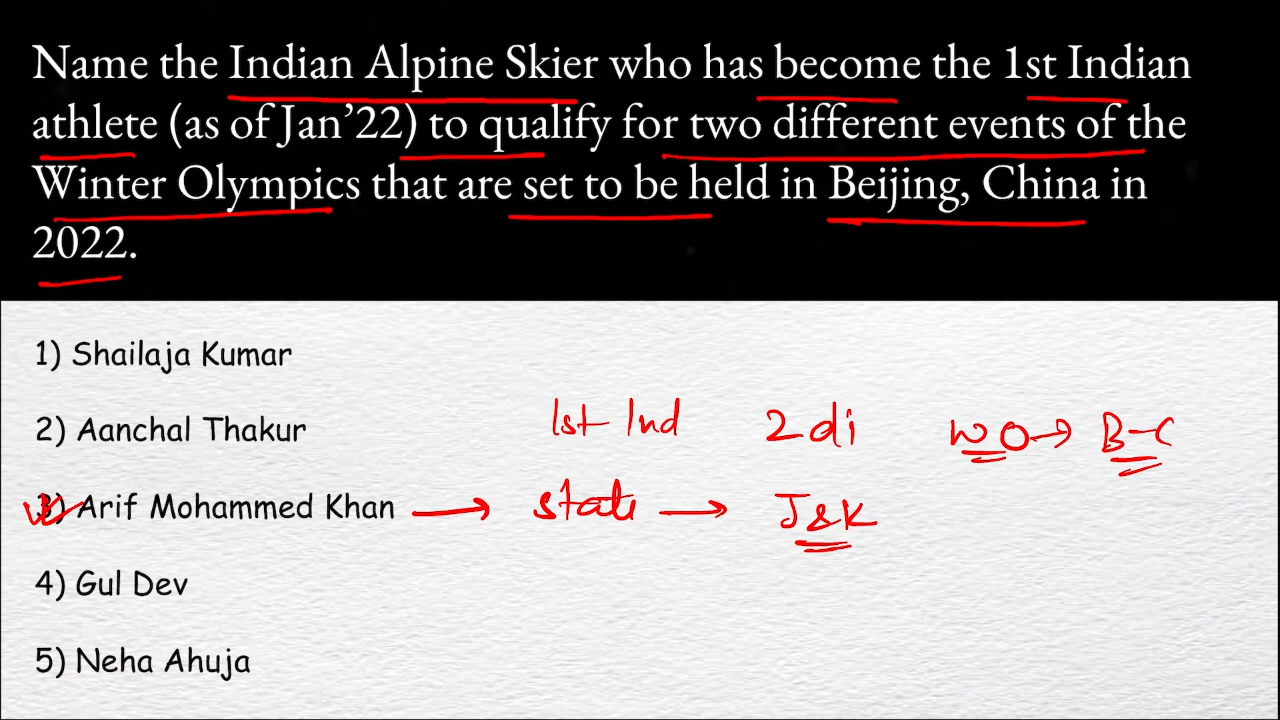 Name the Indian Alpine Skier who has become the 1st Indian
athlete (as of Jan’22) to qualify for two different events of the
Winter Olympics that are set to be held in Beijing, China in
2022.
1) Shailaja Kumar
2) Aanchal Thakur
1st Ind 2 di WO→ B-C
3) Arif Mohammed Khan → state → J&K
4) Gul Dev
5) Neha Ahuja